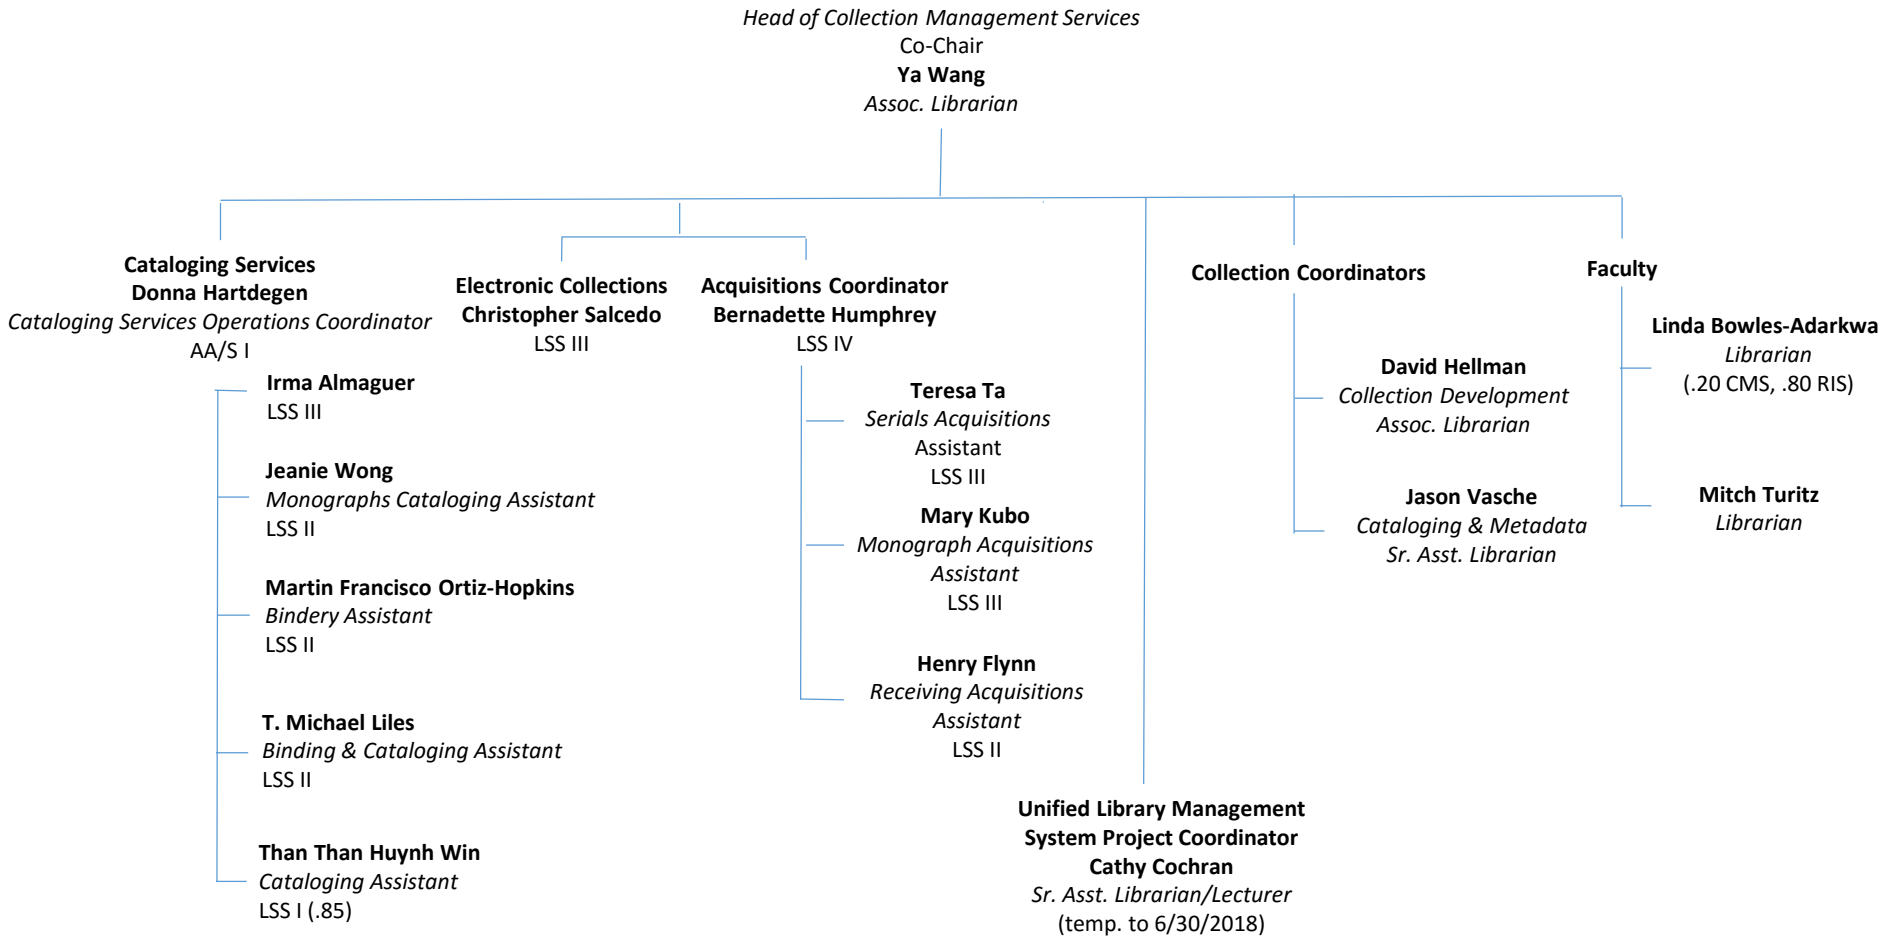 Head of Collection Management Services
Co-Chair
Ya Wang
Assoc. Librarian
Cataloging Services
Donna Hartdegen
Cataloging Services Operations Coordinator
AA/S I
Irma Almaguer
LSS III
Jeanie Wong
Monographs Cataloging Assistant
LSS II
Martin Francisco Ortiz-Hopkins
Bindery Assistant
LSS II
T. Michael Liles
Binding & Cataloging Assistant
LSS II
Than Than Huynh Win
Cataloging Assistant
LSS I (.85)
Electronic Collections
Christopher Salcedo
LSS III
Acquisitions Coordinator
Bernadette Humphrey
LSS IV
Teresa Ta
Serials Acquisitions
Assistant
LSS III
Mary Kubo
Monograph Acquisitions
Assistant
LSS III
Henry Flynn
Receiving Acquisitions
Assistant
LSS II
Unified Library Management
System Project Coordinator
Cathy Cochran
Sr. Asst. Librarian/Lecturer
(temp. to 6/30/2018)
Collection Coordinators
David Hellman
Collection Development
Assoc. Librarian
Jason Vasche
Cataloging & Metadata
Sr. Asst. Librarian
Faculty
Linda Bowles-Adarkwa
Librarian
(.20 CMS, .80 RIS)
Mitch Turitz
Librarian